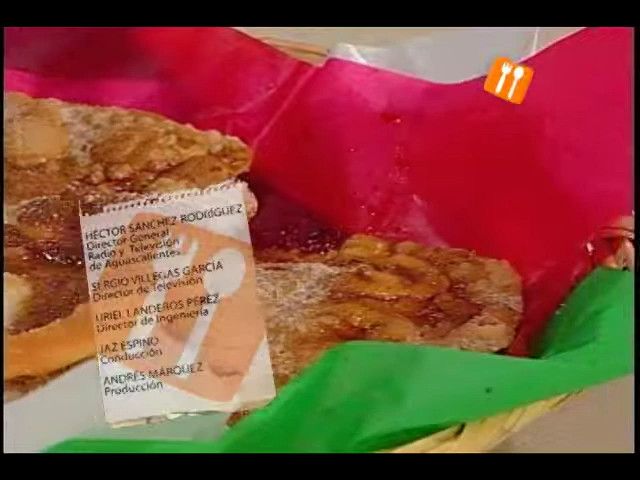 HÉCTOR SÁNCHEZ RODRÍGUEZ
Director General
Radio y Televisión
de Aguascalientes
SERGIO VILLEGAS GARCÍA
Director de Televisión
URIEL LANDEROS PÉREZ
Director de Ingeniería
JAZ ESPINO
Conducción
ANDRÉS MÁRQUEZ
Producción